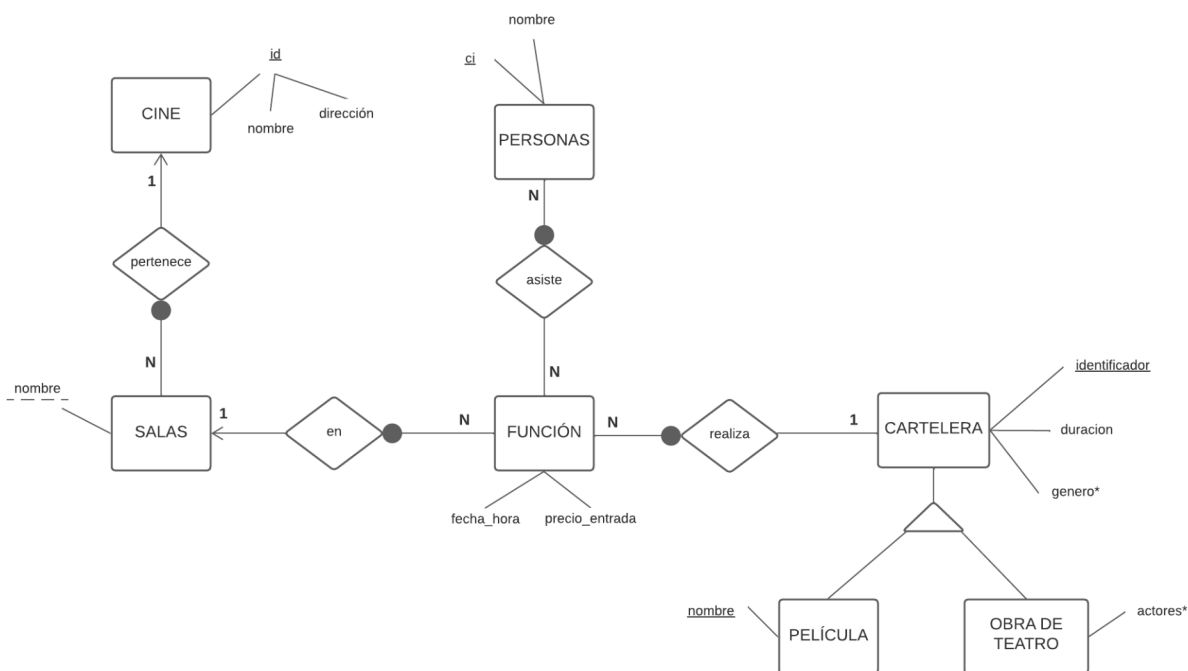 nombre
ci
id
CINE
nombre
dirección
PERSONAS
1
N
pertenece
asiste
N
N
nombre
SALAS
1
en
N
FUNCIÓN
N
realiza
1
CARTELERA
identificador
duracion
genero*
fecha_hora
precio_entrada
nombre
PELÍCULA
OBRA DE
TEATRO
actores*